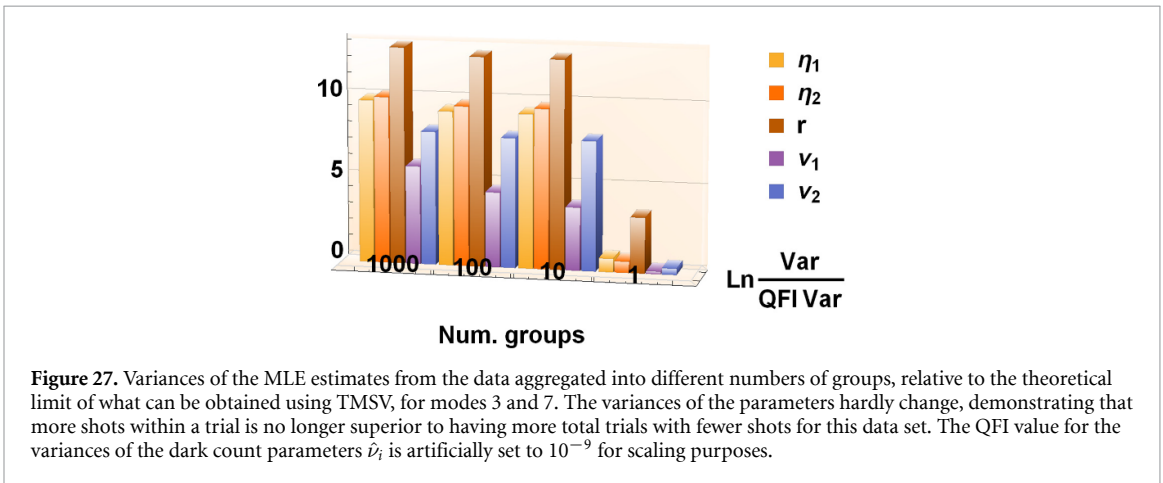 10
5
0
1000
100
10
1
Num. groups
η1
η2
r
ν1
ν2
Ln Var / QFI Var
Figure 27. Variances of the MLE estimates from the data aggregated into different numbers of groups, relative to the theoretical
limit of what can be obtained using TMSV, for modes 3 and 7. The variances of the parameters hardly change, demonstrating that
more shots within a trial is no longer superior to having more total trials with fewer shots for this data set. The QFI value for the
variances of the dark count parameters ν̂i is artificially set to 10−9 for scaling purposes.